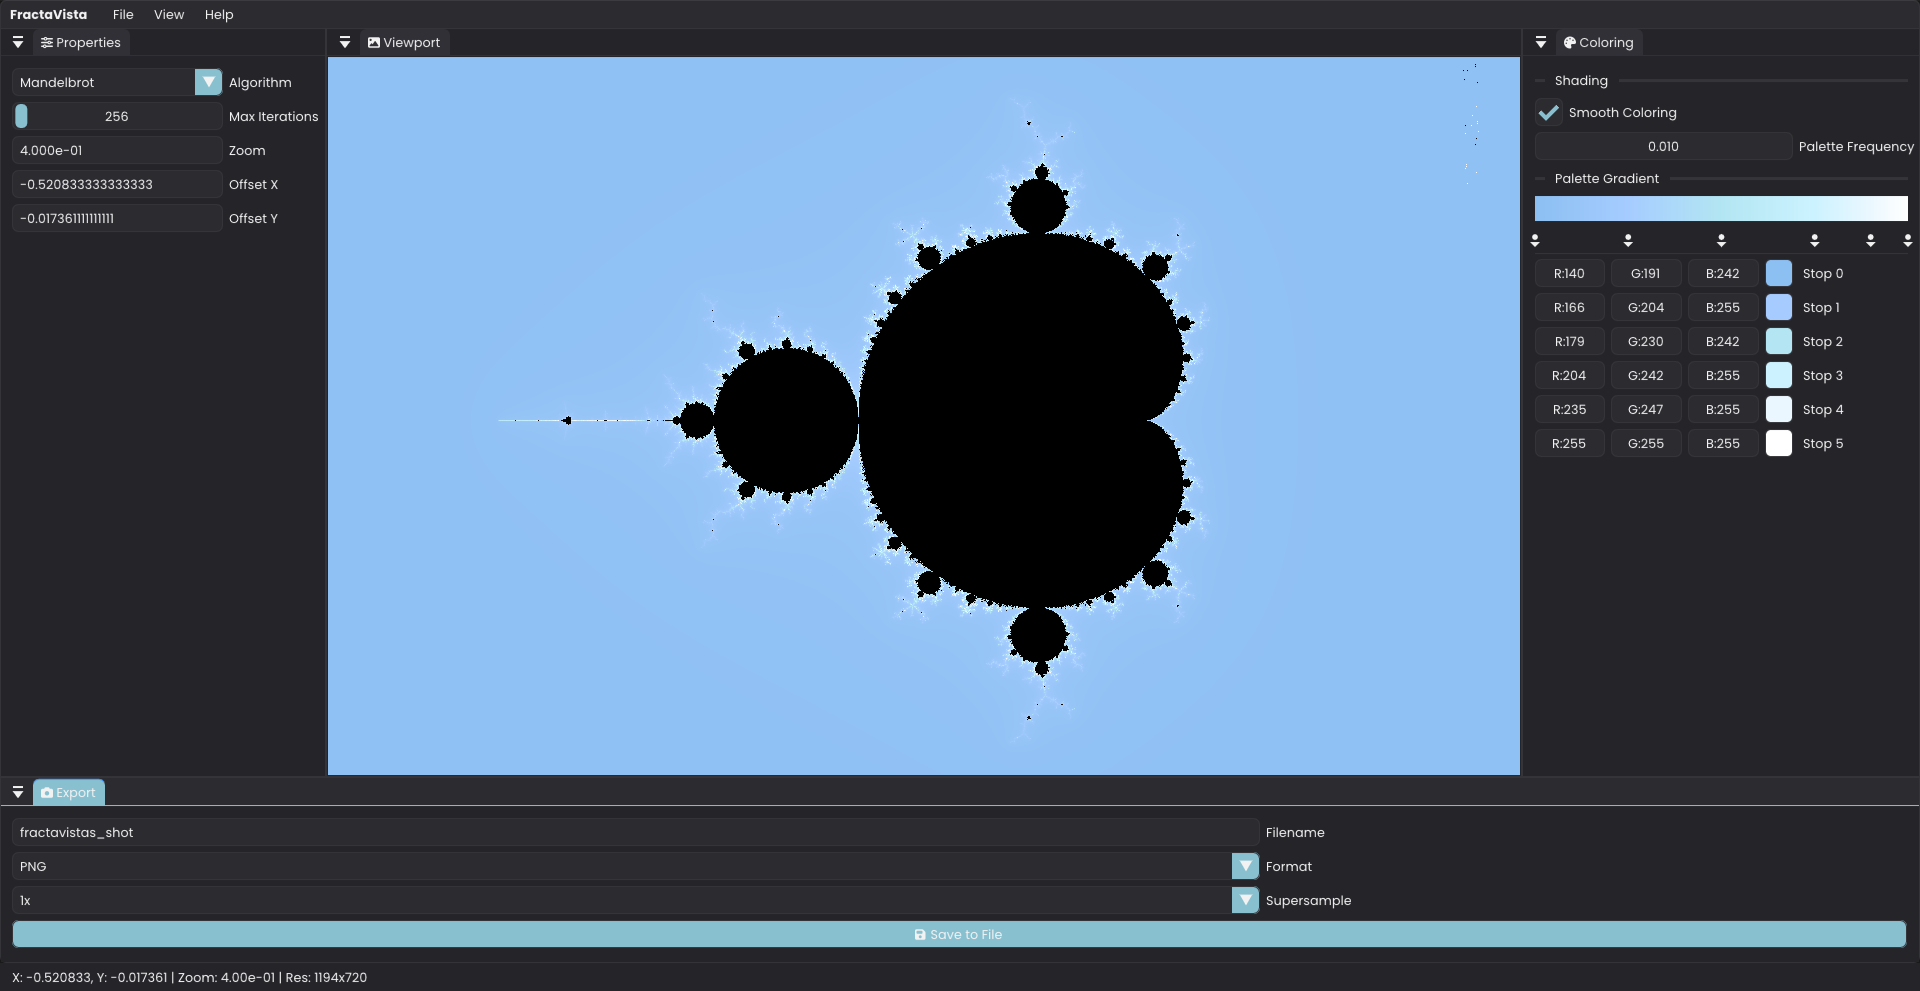 FractaVista File View Help
Properties
Mandelbrot Algorithm
256 Max Iterations
4.000e-01 Zoom
-0.520833333333333 Offset X
-0.017361111111111 Offset Y
Viewport
Coloring
Shading
Smooth Coloring
0.010 Palette Frequency
Palette Gradient
R:140 G:191 B:242 Stop 0
R:166 G:204 B:255 Stop 1
R:179 G:230 B:242 Stop 2
R:204 G:242 B:255 Stop 3
R:235 G:247 B:255 Stop 4
R:255 G:255 B:255 Stop 5
Export
fractavistas_shot Filename
PNG Format
1x Supersample
Save to File
X: -0.520833, Y: -0.017361 | Zoom: 4.00e-01 | Res: 1194x720